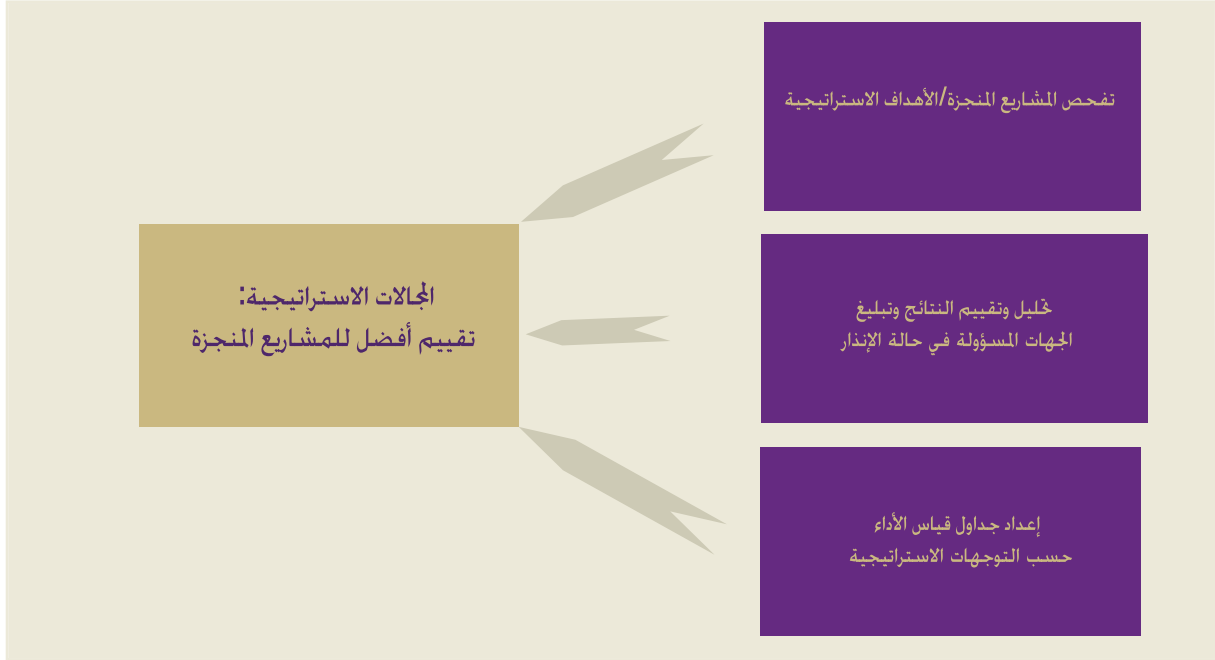 تفحص المشاريع المنجزة/الأهداف الاستراتيجية
تحليل وتقييم النتائج وتبليغ
الجهات المسؤولة في حالة الإنذار
إعداد جداول قياس الأداء
حسب التوجهات الاستراتيجية
المجالات الاستراتيجية:
تقييم أفضل للمشاريع المنجزة